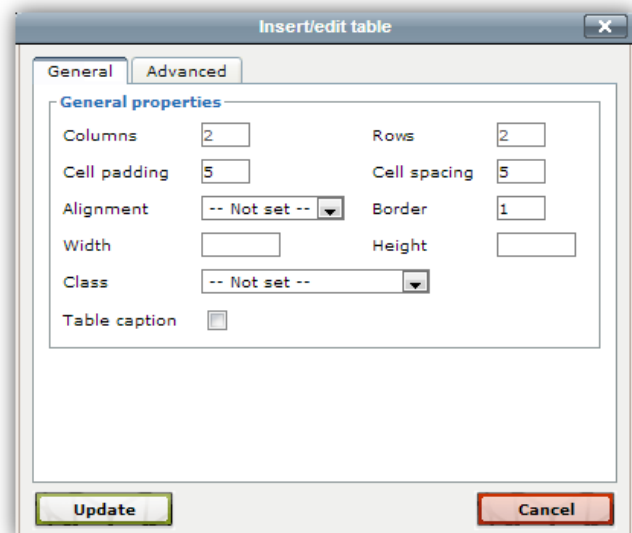 Insert/edit table
General Advanced
General properties
Columns 2 Rows 2
Cell padding 5 Cell spacing 5
Alignment -- Not set -- Border 1
Width Height
Class -- Not set --
Table caption
Update Cancel